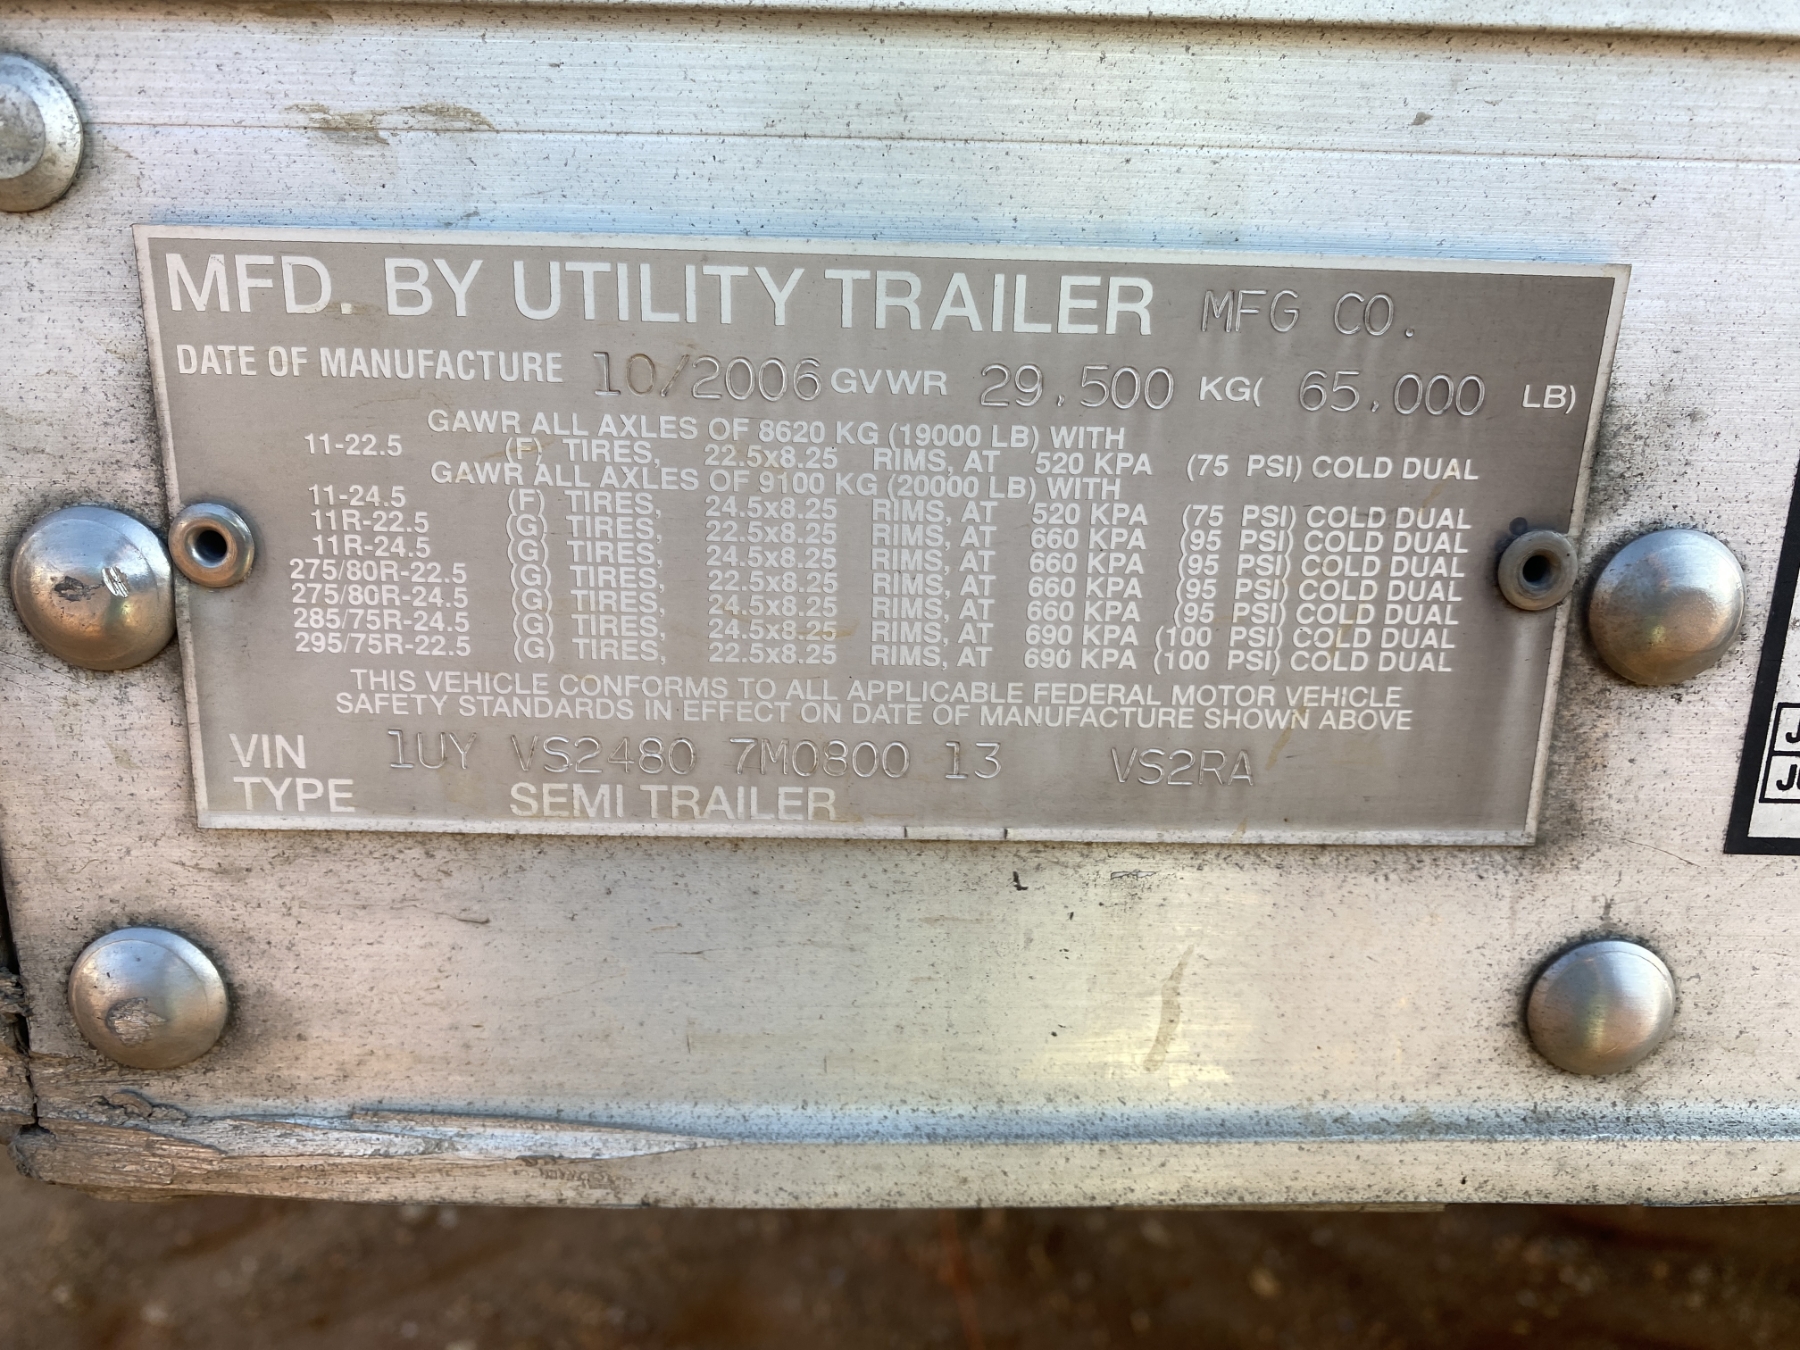 MFD. BY UTILITY TRAILER MFG CO.
DATE OF MANUFACTURE 10/2006 GVWR 29,500 KG( 65,000 LB)
GAWR ALL AXLES OF 8620 KG (19000 LB) WITH
11-22.5 (F) TIRES, 22.5x8.25 RIMS, AT 520 KPA (75 PSI) COLD DUAL
GAWR ALL AXLES OF 9100 KG (20000 LB) WITH
11-24.5 (F) TIRES, 24.5x8.25 RIMS, AT 520 KPA (75 PSI) COLD DUAL
11R-22.5 (G) TIRES, 22.5x8.25 RIMS, AT 660 KPA (95 PSI) COLD DUAL
11R-24.5 (G) TIRES, 24.5x8.25 RIMS, AT 660 KPA (95 PSI) COLD DUAL
275/80R-22.5 (G) TIRES, 22.5x8.25 RIMS, AT 660 KPA (95 PSI) COLD DUAL
275/80R-24.5 (G) TIRES, 24.5x8.25 RIMS, AT 660 KPA (95 PSI) COLD DUAL
285/75R-24.5 (G) TIRES, 24.5x8.25 RIMS, AT 690 KPA (100 PSI) COLD DUAL
295/75R-22.5 (G) TIRES, 22.5x8.25 RIMS, AT 690 KPA (100 PSI) COLD DUAL
THIS VEHICLE CONFORMS TO ALL APPLICABLE FEDERAL MOTOR VEHICLE
SAFETY STANDARDS IN EFFECT ON DATE OF MANUFACTURE SHOWN ABOVE
VIN 1UY VS2480 7M0800 13 VS2RA
TYPE SEMI TRAILER